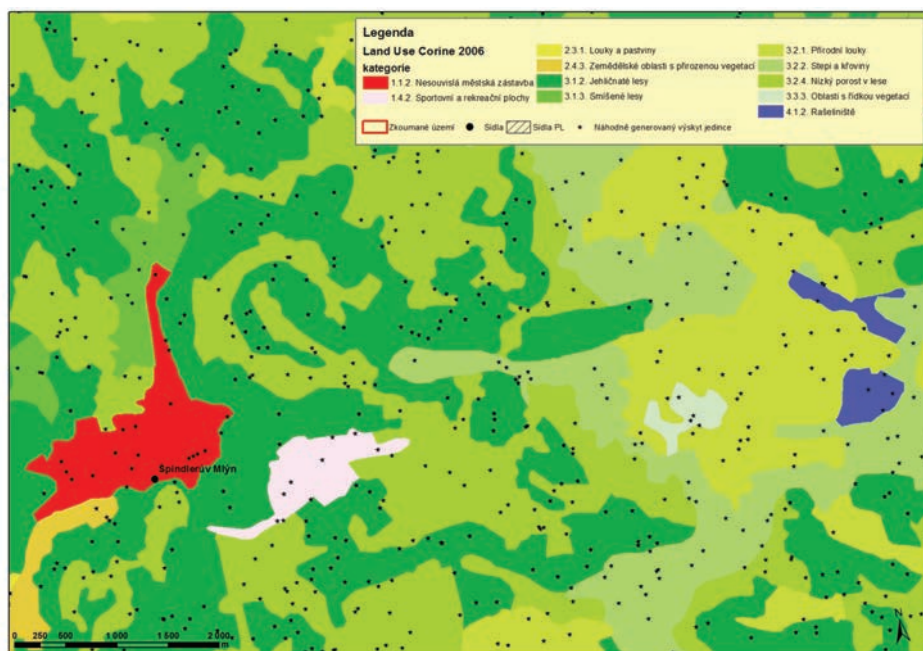 Legenda
Land Use Corine 2006
kategorie
1.1.2. Nesouvislá městská zástavba
1.4.2. Sportovní a rekreační plochy
2.3.1. Louky a pastviny
2.4.3. Zemědělské oblasti s přirozenou vegetací
3.1.2. Jehličnaté lesy
3.1.3. Smíšené lesy
3.2.1. Přírodní louky
3.2.2. Stepi a křoviny
3.2.4. Nízký porost v lese
3.3.3. Oblasti s řídkou vegetací
4.1.2. Rašeliniště
Zkoumané území
Sídla
Sídla PL
Náhodně generovaný výskyt jedince
Špindlerův Mlýn
0 250 500 1 000 1 500 2 000
m
N